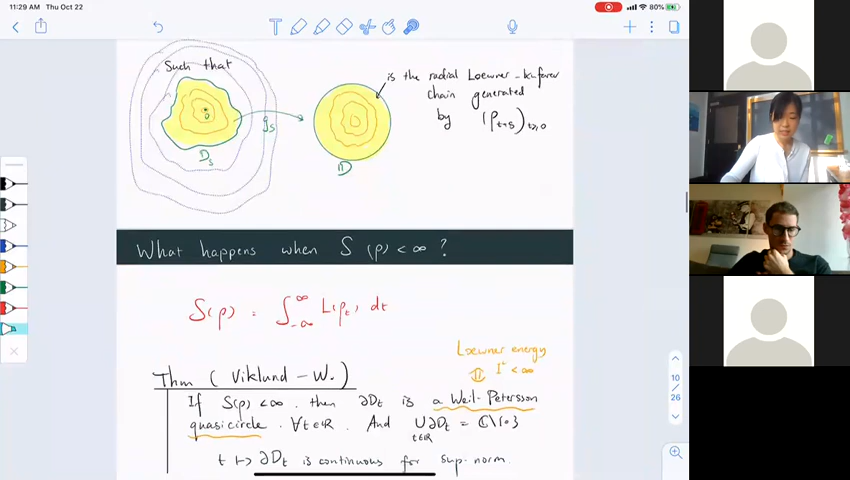 11:29 AM Thu Oct 22
80%
Such that
is the radial Loewner-Kufarev
chain generated
by (ρt+s)t≥0
gs
Ds
𝔻
What happens when S(ρ) < ∞ ?
S(ρ) = ∫_{-∞}^{∞} L(ρt) dt
Loewner energy
⇕ I^L < ∞
Thm (Viklund – W.)
If S(ρ) < ∞. then ∂Dt is a Weil-Petersson
quasicircle. ∀t∈ℝ. And ∪_{t∈ℝ} ∂Dt = ℂ\{0}
t ↦ ∂Dt is continuous for sup-norm.
10
26